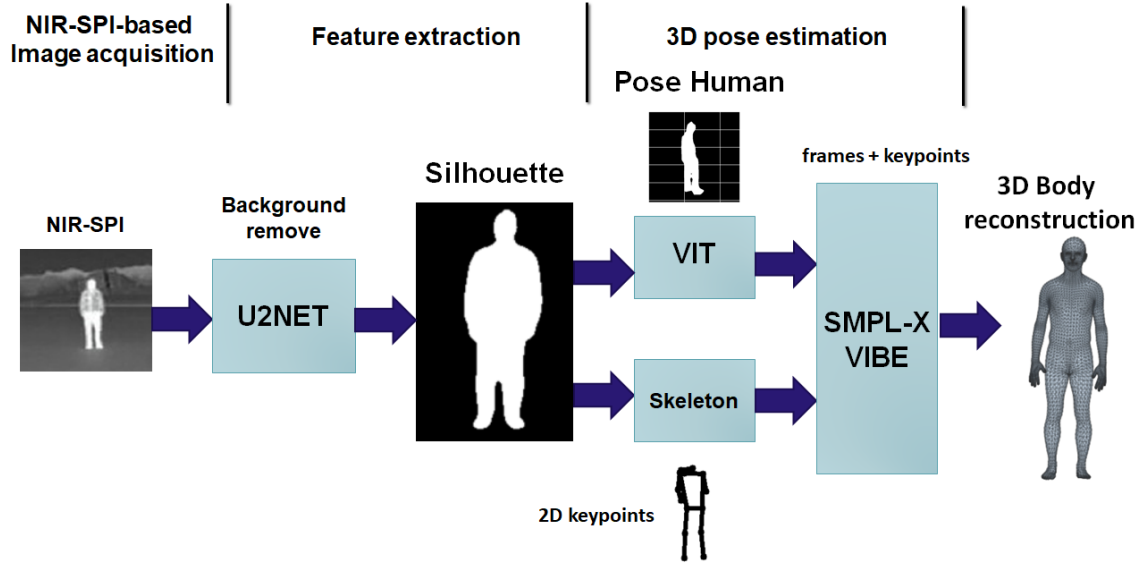 NIR-SPI-based
Image acquisition
Feature extraction
3D pose estimation
Pose Human
frames + keypoints
Silhouette
3D Body
reconstruction
Background
remove
NIR-SPI
U2NET
VIT
SMPL-X
VIBE
Skeleton
2D keypoints